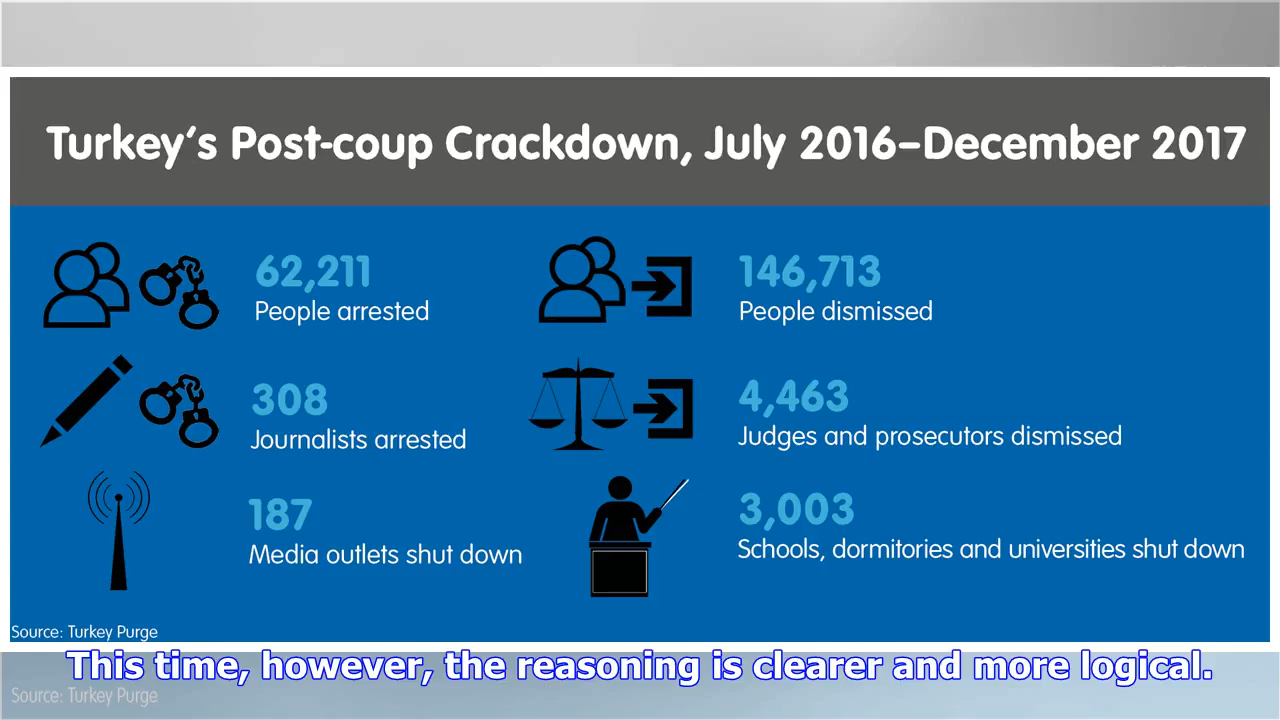 Turkey's Post-coup Crackdown, July 2016–December 2017
62,211
People arrested
146,713
People dismissed
308
Journalists arrested
4,463
Judges and prosecutors dismissed
187
Media outlets shut down
3,003
Schools, dormitories and universities shut down
Source: Turkey Purge
This time, however, the reasoning is clearer and more logical.
Source: Turkey Purge